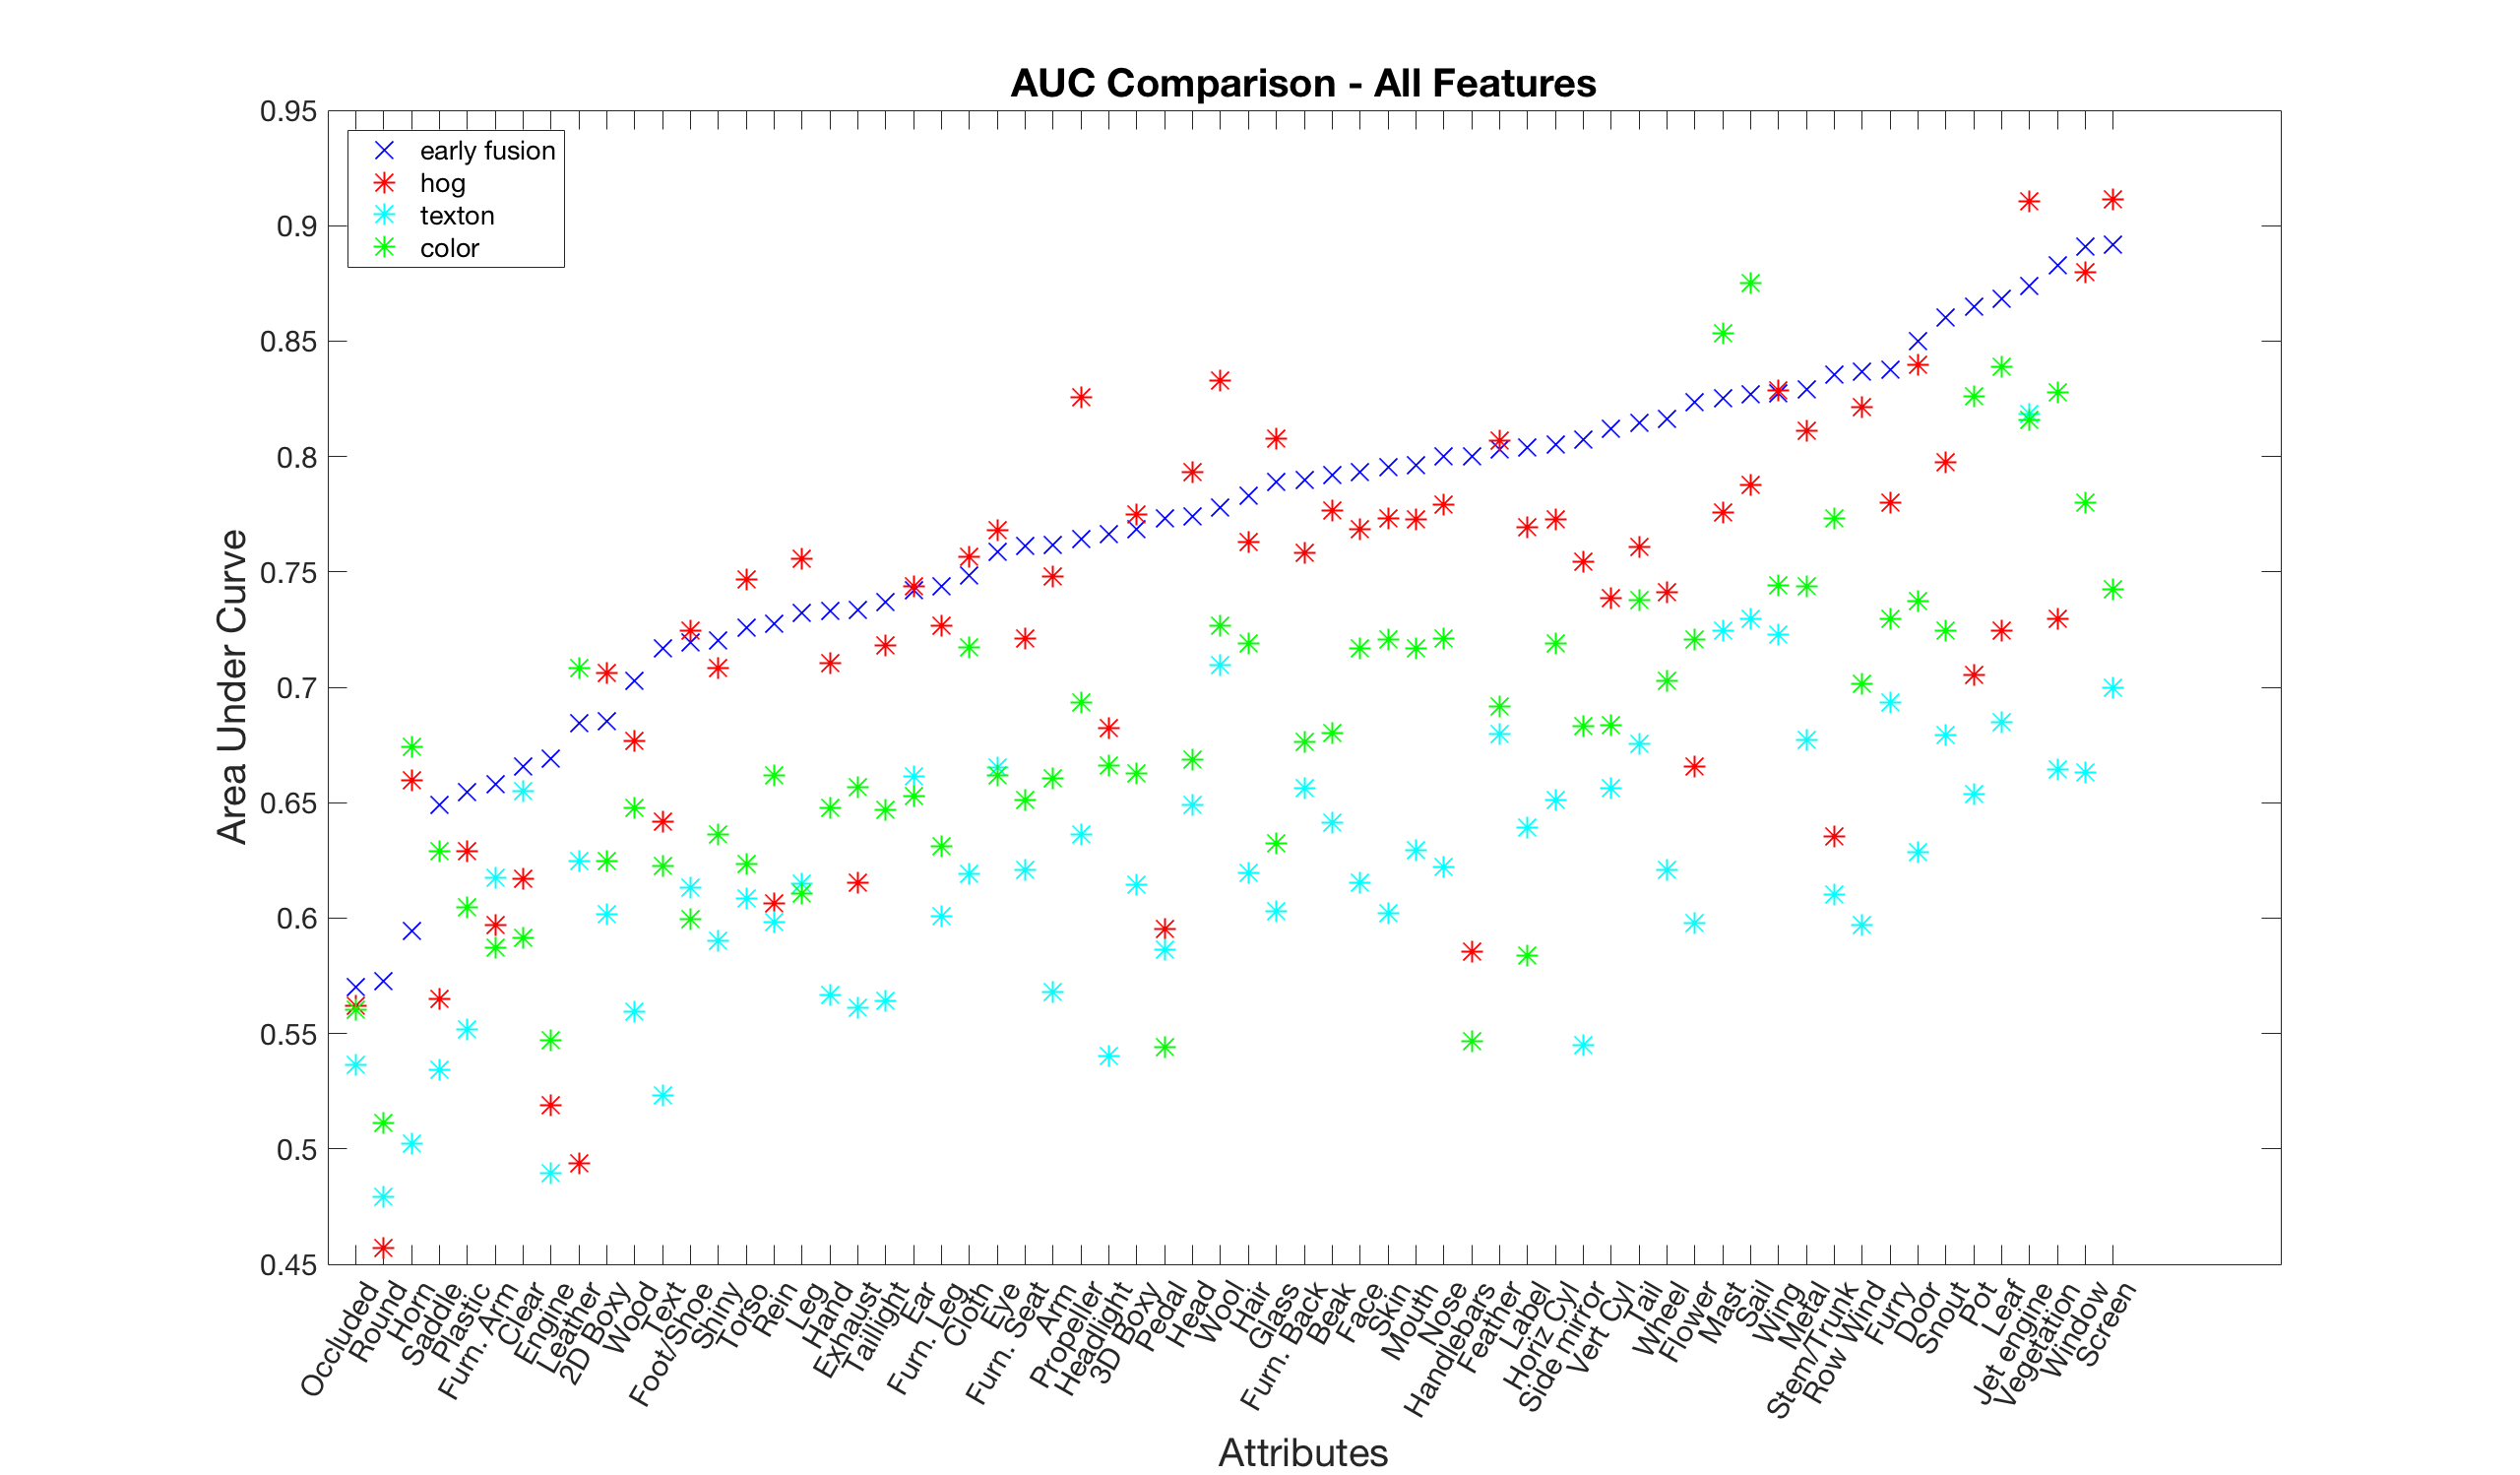 AUC Comparison - All Features
0.95
0.9
0.85
0.8
0.75
0.7
0.65
0.6
0.55
0.5
0.45
early fusion
hog
texton
color
Area Under Curve
Occluded
Round
Horn
Saddle
Plastic
Furn. Arm
Clear
Engine
Leather
2D Boxy
Wood
Text
Foot/Shoe
Shiny
Torso
Rein
Leg
Hand
Exhaust
Taillight
Ear
Furn. Leg
Cloth
Eye
Furn. Seat
Arm
Propeller
Headlight
3D Boxy
Pedal
Head
Wool
Hair
Glass
Furn. Back
Beak
Face
Skin
Mouth
Nose
Handlebars
Feather
Label
Horiz Cyl
Side mirror
Vert Cyl
Tail
Wheel
Flower
Mast
Sail
Wing
Metal
Stem/Trunk
Row Wind
Furry
Door
Snout
Pot
Leaf
Jet engine
Vegetation
Window
Screen
Attributes